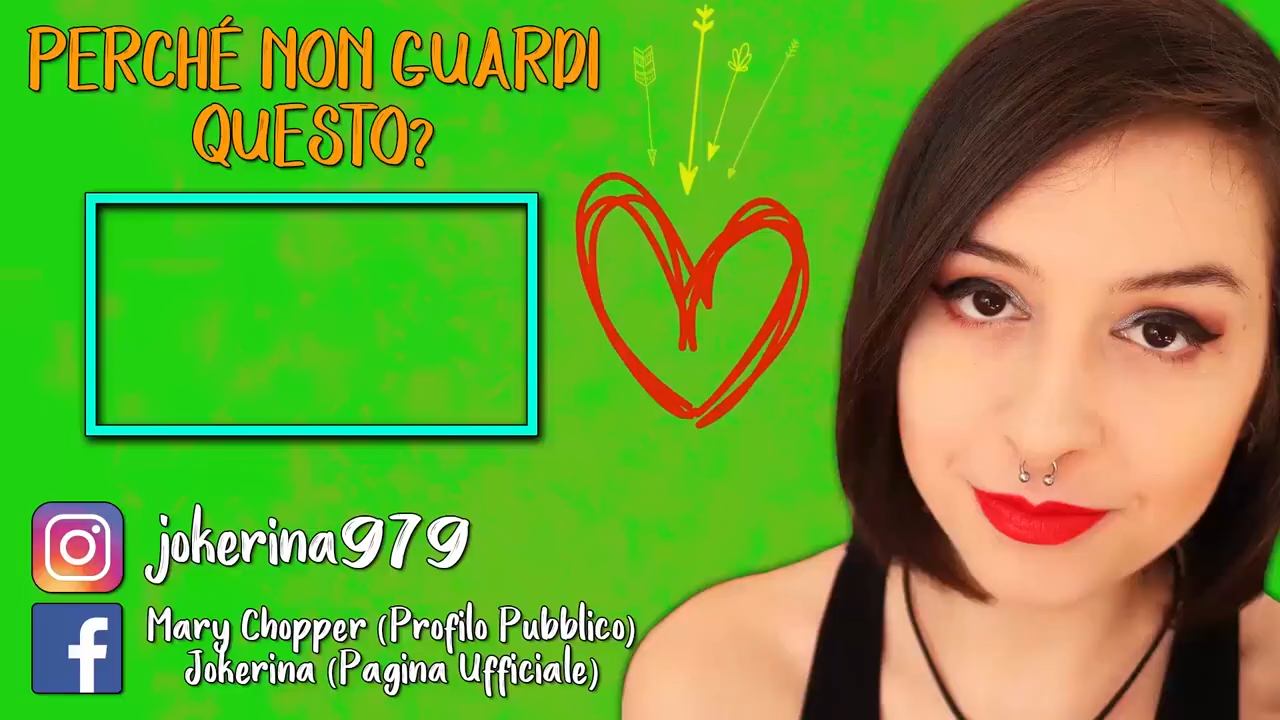 PERCHÉ NON GUARDI
QUESTO?
jokerina979
Mary Chopper (Profilo Pubblico)
Jokerina (Pagina Ufficiale)